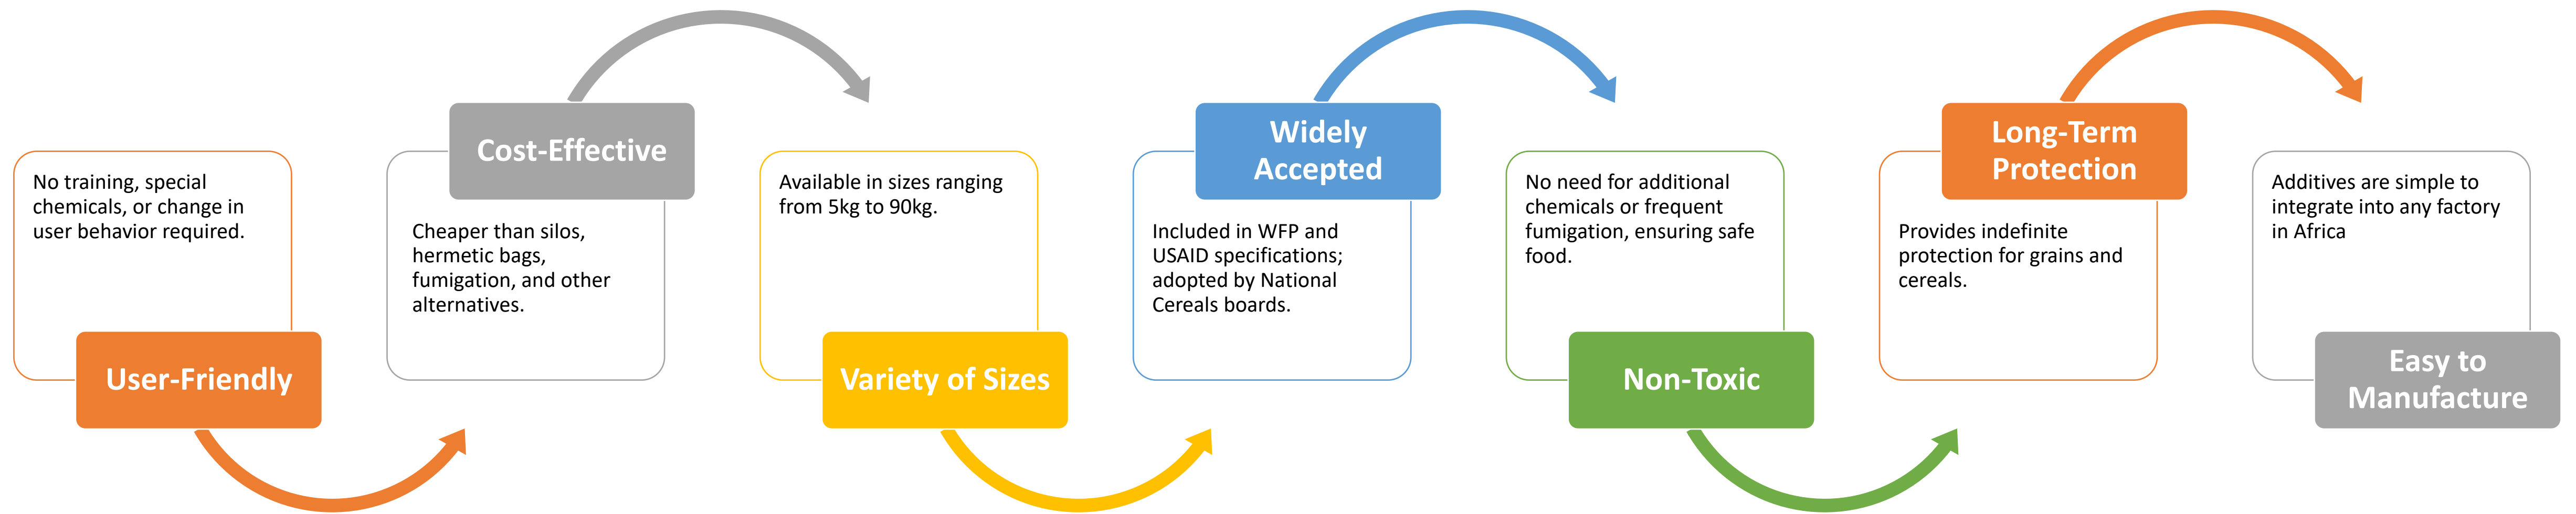 No training, special
chemicals, or change in
user behavior required.
User-Friendly
Cost-Effective
Cheaper than silos,
hermetic bags,
fumigation, and other
alternatives.
Available in sizes ranging
from 5kg to 90kg.
Variety of Sizes
Widely
Accepted
Included in WFP and
USAID specifications;
adopted by National
Cereals boards.
No need for additional
chemicals or frequent
fumigation, ensuring safe
food.
Non-Toxic
Long-Term
Protection
Provides indefinite
protection for grains and
cereals.
Additives are simple to
integrate into any factory
in Africa
Easy to
Manufacture